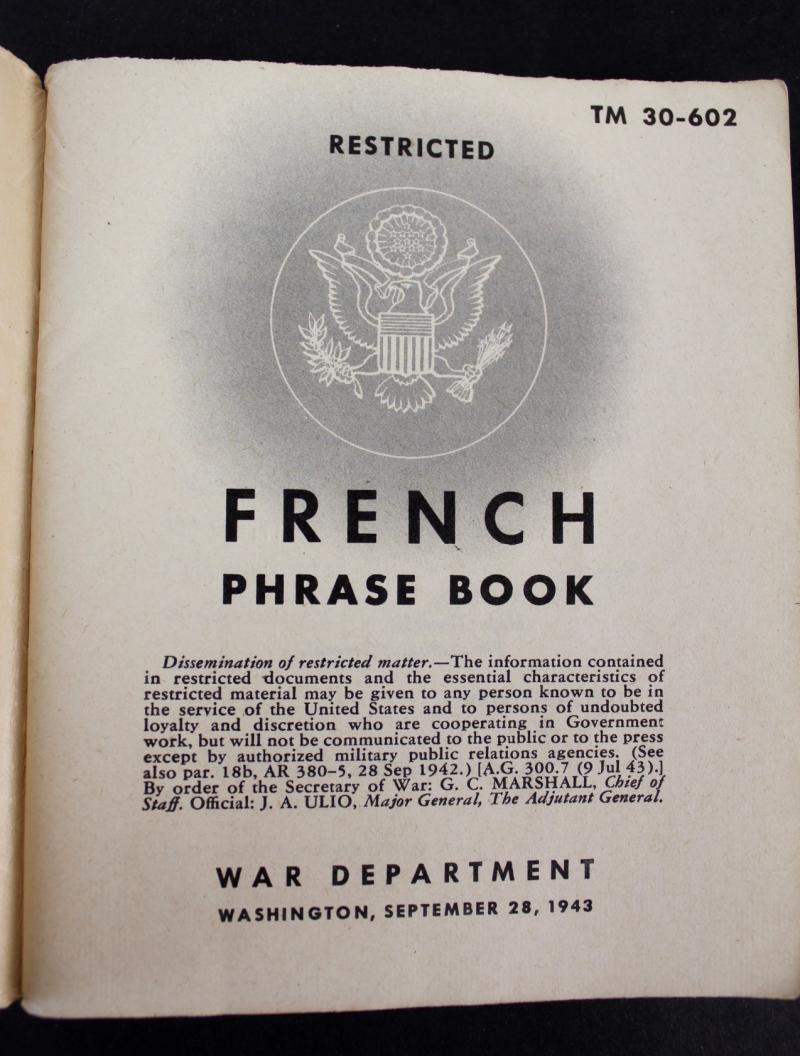 TM 30-602
RESTRICTED
FRENCH
PHRASE BOOK
Dissemination of restricted matter.—The information contained
in restricted documents and the essential characteristics of
restricted material may be given to any person known to be in
the service of the United States and to persons of undoubted
loyalty and discretion who are cooperating in Government
work, but will not be communicated to the public or to the press
except by authorized military public relations agencies. (See
also par. 18b, AR 380-5, 28 Sep 1942.) [A.G. 300.7 (9 Jul 43).]
By order of the Secretary of War: G. C. MARSHALL, Chief of
Staff. Official: J. A. ULIO, Major General, The Adjutant General.
WAR DEPARTMENT
WASHINGTON, SEPTEMBER 28, 1943